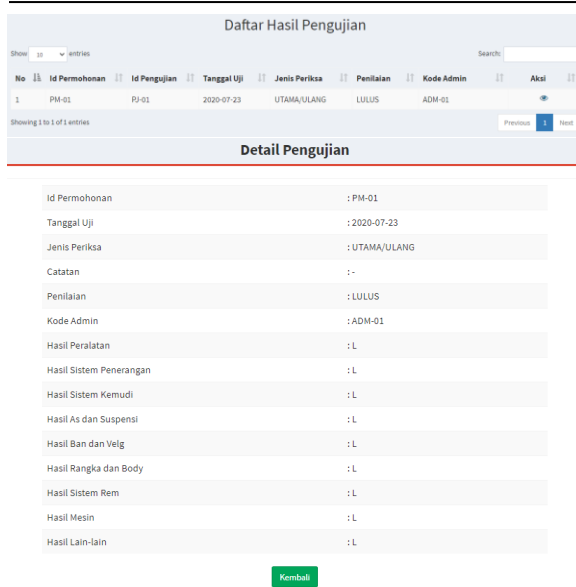 Daftar Hasil Pengujian
Show 10 entries Search:
No Id Permohonan Id Pengujian Tanggal Uji Jenis Periksa Penilaian Kode Admin Aksi
1 PM-01 PJ-01 2020-07-23 UTAMA/ULANG LULUS ADM-01
Showing 1 to 1 of 1 entries Previous 1 Next
Detail Pengujian
Id Permohonan : PM-01
Tanggal Uji : 2020-07-23
Jenis Periksa : UTAMA/ULANG
Catatan : -
Penilaian : LULUS
Kode Admin : ADM-01
Hasil Peralatan : L
Hasil Sistem Penerangan : L
Hasil Sistem Kemudi : L
Hasil As dan Suspensi : L
Hasil Ban dan Velg : L
Hasil Rangka dan Body : L
Hasil Sistem Rem : L
Hasil Mesin : L
Hasil Lain-lain : L
Kembali